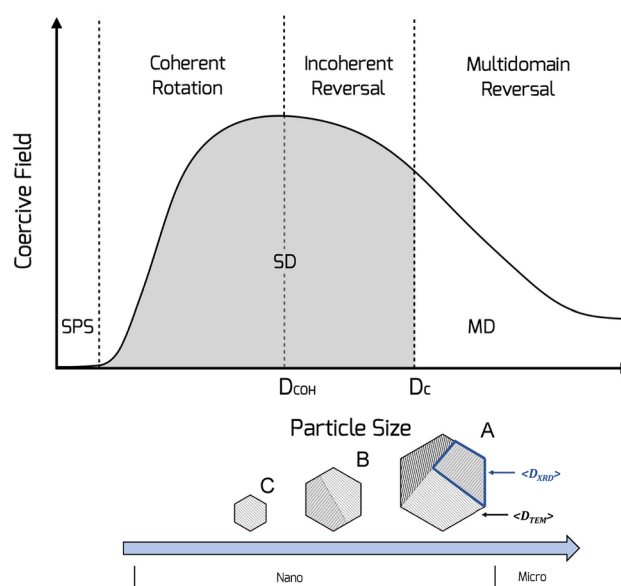 Coherent
Rotation
Incoherent
Reversal
Multidomain
Reversal
Coercive Field
SD
SPS
MD
DCOH
DC
Particle Size
A
B
C
<DXRD>
<DTEM>
Nano
Micro